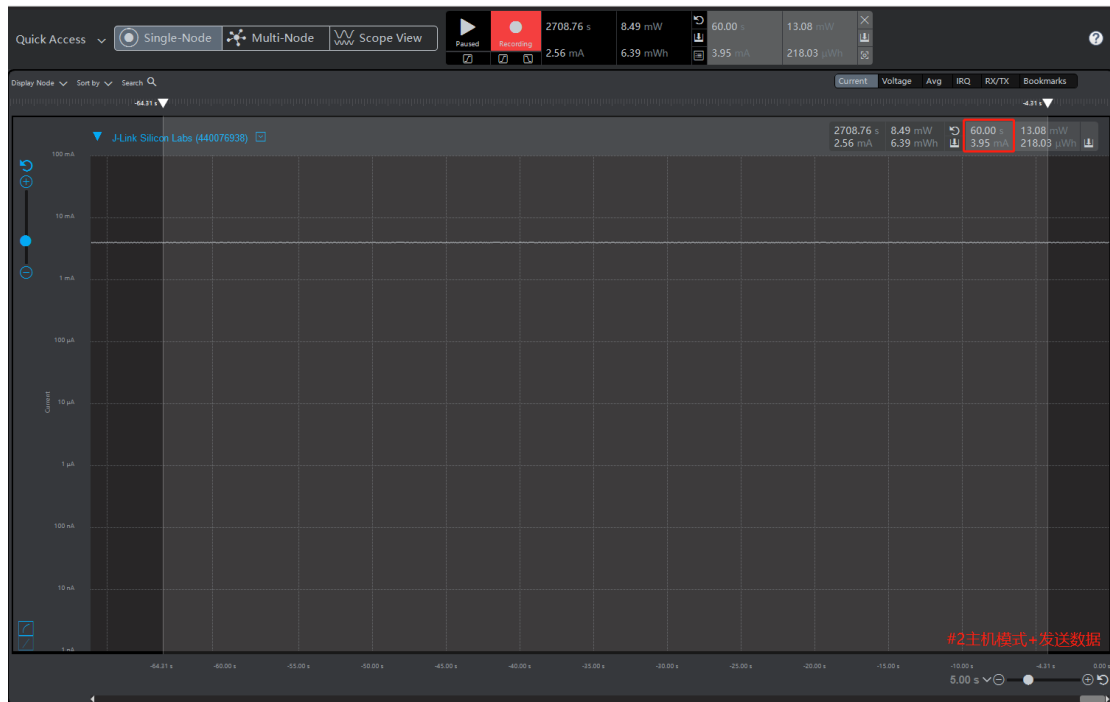 Quick Access
Single-Node
Multi-Node
Scope View
Paused
Recording
2708.76 s
8.49 mW
2.56 mA
6.39 mWh
60.00 s
13.08 mW
3.95 mA
218.03 µWh
Display Node
Sort by
Search
Current
Voltage
Avg
IRQ
RX/TX
Bookmarks
-64.31 s
-4.31 s
J-Link Silicon Labs (440076938)
2708.76 s
8.49 mW
60.00 s
13.08 mW
2.56 mA
6.39 mWh
3.95 mA
218.03 µWh
100 mA
10 mA
1 mA
100 µA
10 µA
1 µA
100 nA
10 nA
1 nA
Current
#2主机模式+发送数据
-64.31 s
-60.00 s
-55.00 s
-50.00 s
-45.00 s
-40.00 s
-35.00 s
-30.00 s
-25.00 s
-20.00 s
-15.00 s
-10.00 s
-4.31 s
0.00 s
5.00 s